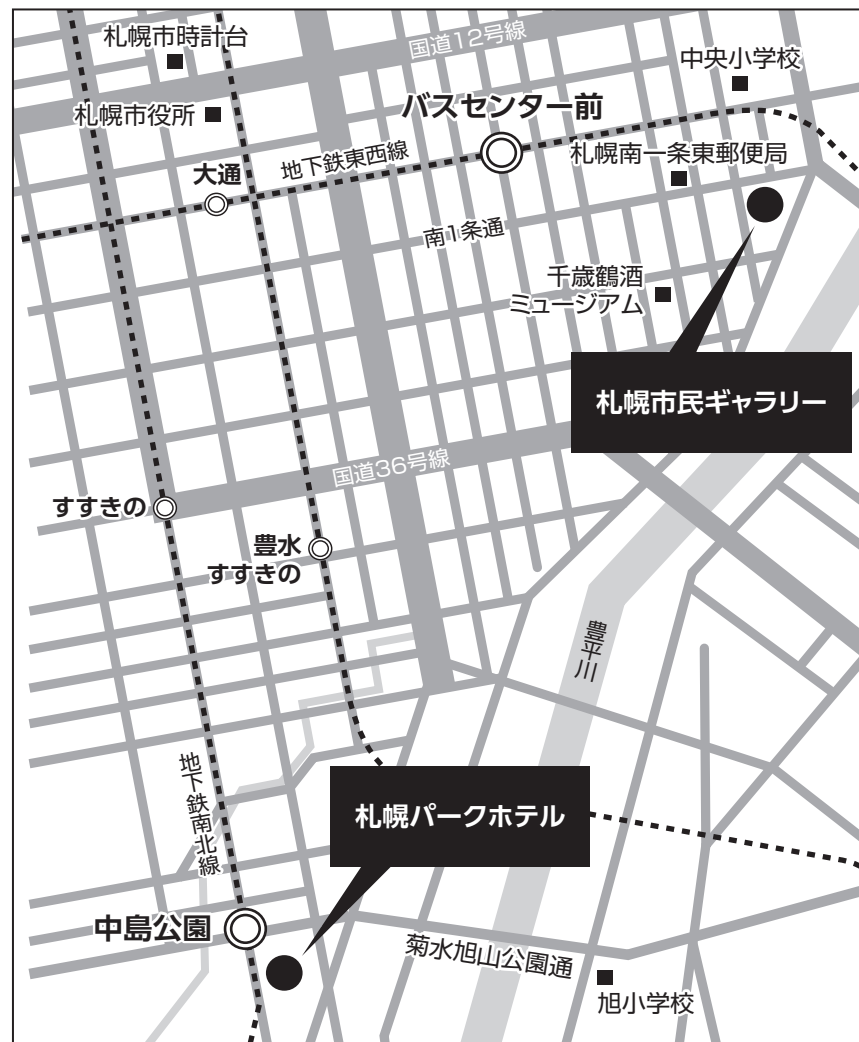 国道12号線
札幌市時計台
中央小学校
札幌市役所
バスセンター前
地下鉄東西線
札幌南一条東郵便局
大通
南1条通
千歳鶴酒
ミュージアム
札幌市民ギャラリー
国道36号線
すすきの
豊水
すすきの
豊平川
地下鉄南北線
札幌パークホテル
中島公園
菊水旭山公園通
旭小学校